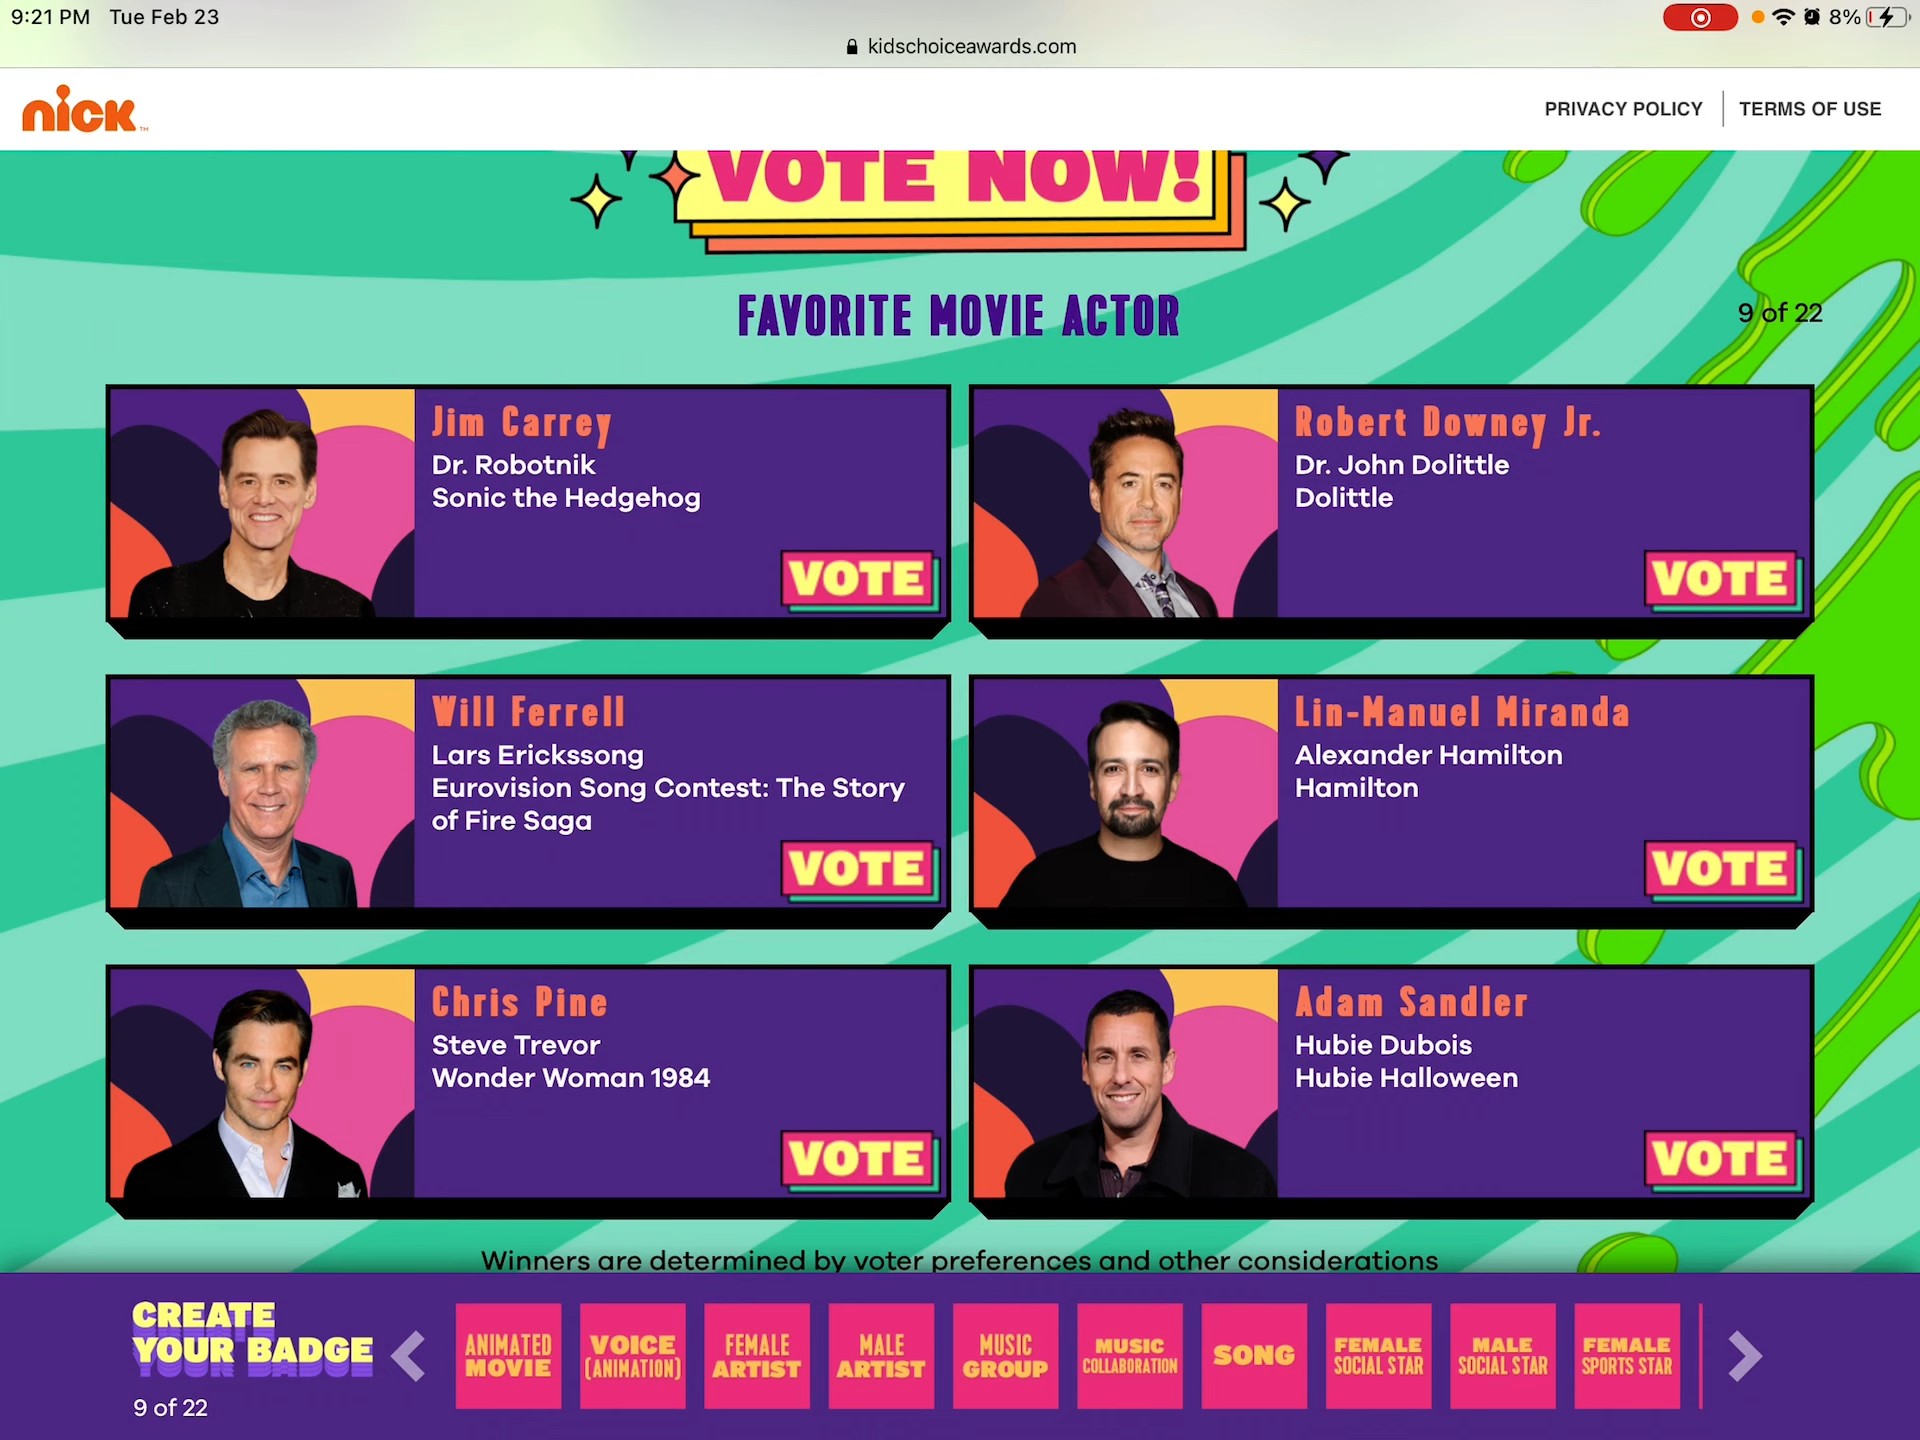 9:21 PM Tue Feb 23
8%
kidschoiceawards.com
nick
PRIVACY POLICY
TERMS OF USE
VOTE NOW!
FAVORITE MOVIE ACTOR
9 of 22
Jim Carrey
Dr. Robotnik
Sonic the Hedgehog
VOTE
Robert Downey Jr.
Dr. John Dolittle
Dolittle
VOTE
Will Ferrell
Lars Erickssong
Eurovision Song Contest: The Story
of Fire Saga
VOTE
Lin-Manuel Miranda
Alexander Hamilton
Hamilton
VOTE
Chris Pine
Steve Trevor
Wonder Woman 1984
VOTE
Adam Sandler
Hubie Dubois
Hubie Halloween
VOTE
Winners are determined by voter preferences and other considerations
CREATE
YOUR BADGE
9 of 22
ANIMATED
MOVIE
VOICE
(ANIMATION)
FEMALE
ARTIST
MALE
ARTIST
MUSIC
GROUP
MUSIC
COLLABORATION
SONG
FEMALE
SOCIAL STAR
MALE
SOCIAL STAR
FEMALE
SPORTS STAR